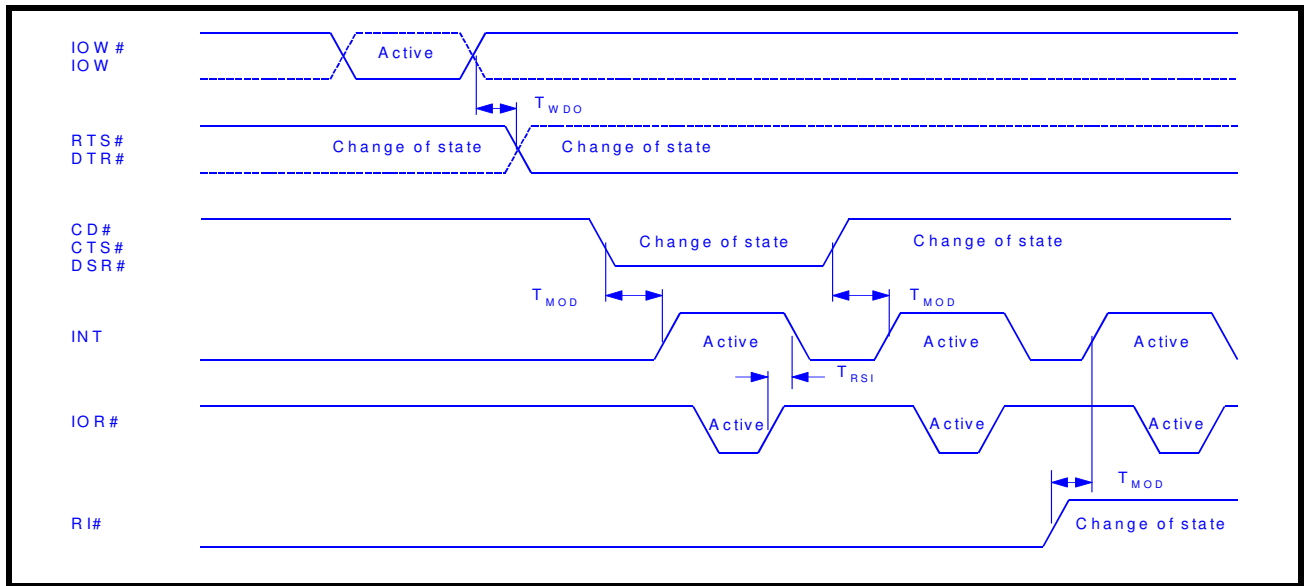 IOW#
IOW
Active
TWDO
RTS#
DTR#
Change of state
Change of state
CD#
CTS#
DSR#
Change of state
Change of state
TMOD
TMOD
INT
Active
Active
Active
TRSI
IOR#
Active
Active
Active
TMOD
RI#
Change of state